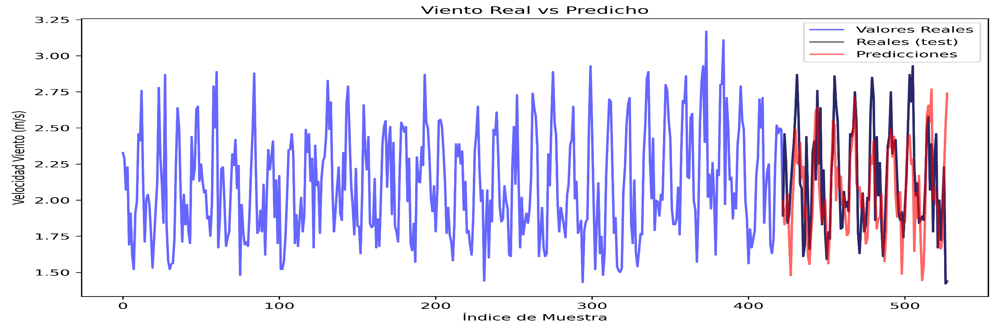 Viento Real vs Predicho
3.25
3.00
2.75
2.50
2.25
2.00
1.75
1.50
Velocidad Viento (m/s)
Valores Reales
Reales (test)
Predicciones
0 100 200 300 400 500
Índice de Muestra